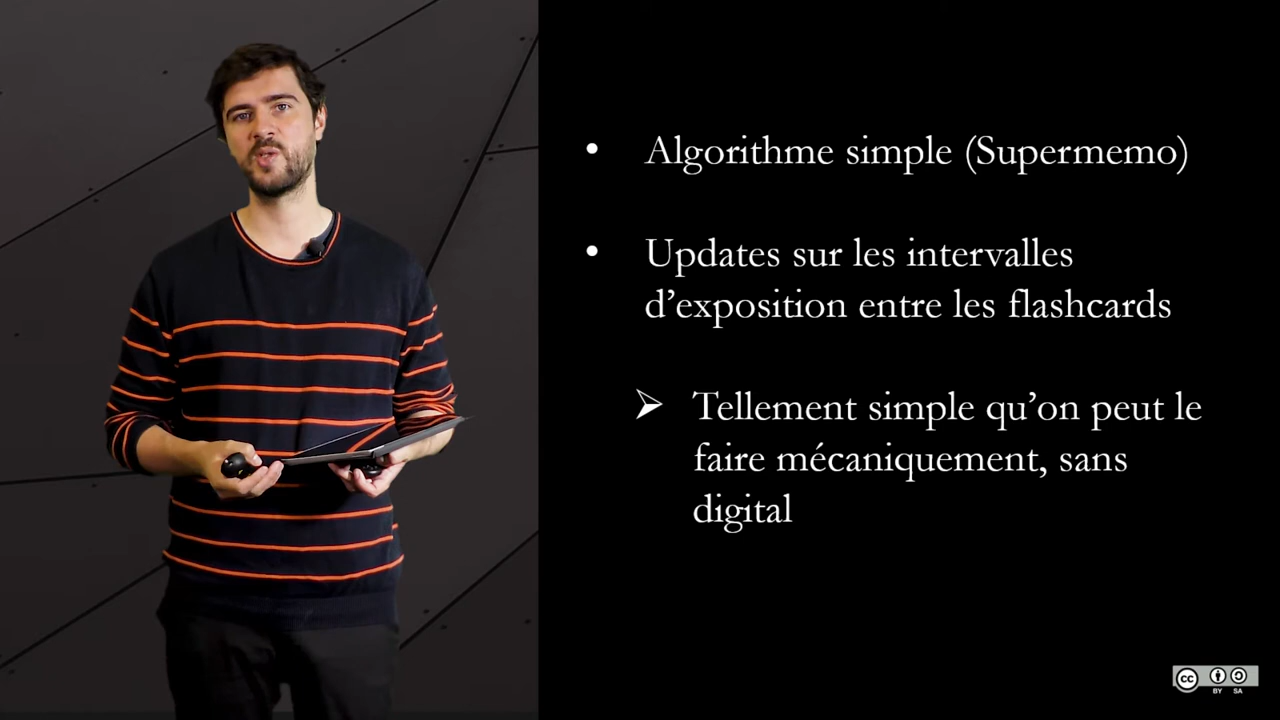 • Algorithme simple (Supermemo)
• Updates sur les intervalles
d’exposition entre les flashcards
➢ Tellement simple qu’on peut le
faire mécaniquement, sans
digital
cc
BY SA